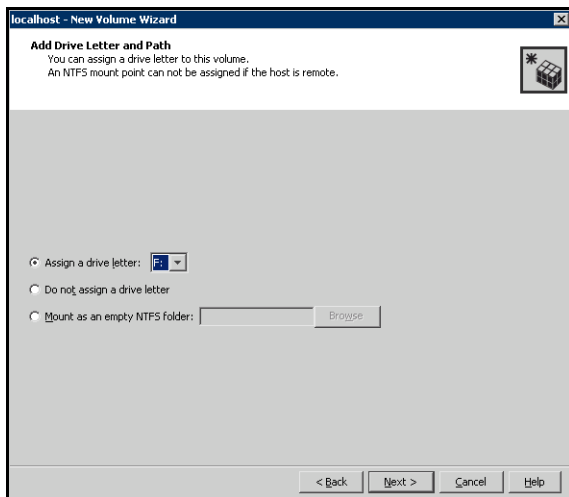 localhost - New Volume Wizard
Add Drive Letter and Path
You can assign a drive letter to this volume.
An NTFS mount point can not be assigned if the host is remote.
Assign a drive letter: F:
Do not assign a drive letter
Mount as an empty NTFS folder: Browse
< Back Next > Cancel Help